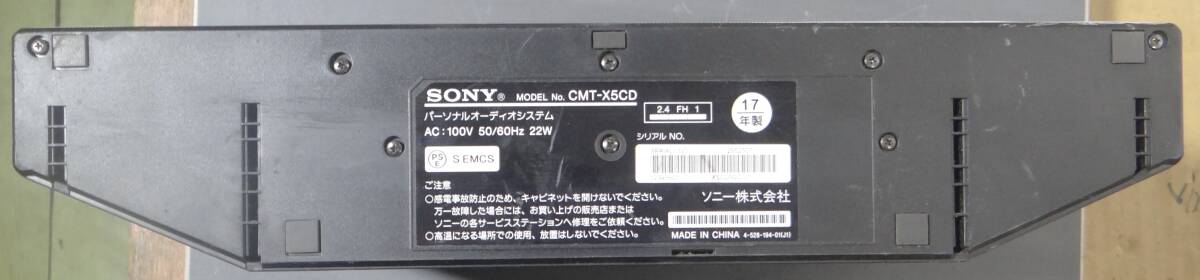 SONY® MODEL No. CMT-X5CD
パーソナルオーディオシステム
AC:100V 50/60Hz 22W
PS
E
S EMCS
ご注意
○感電事故防止のため、キャビネットを開けないでください。
万一故障した場合には、お買い上げの販売店または
ソニーの各サービスステーションへ修理をご依頼ください。
○高温になる場所での使用、放置はしないでください。
2.4 FH 1
17
年製
シリアル NO.
ソニー株式会社
MADE IN CHINA 4-528-194-01(J1)